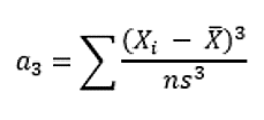 a₃ = ∑ (Xᵢ − X̄)³ / ns³